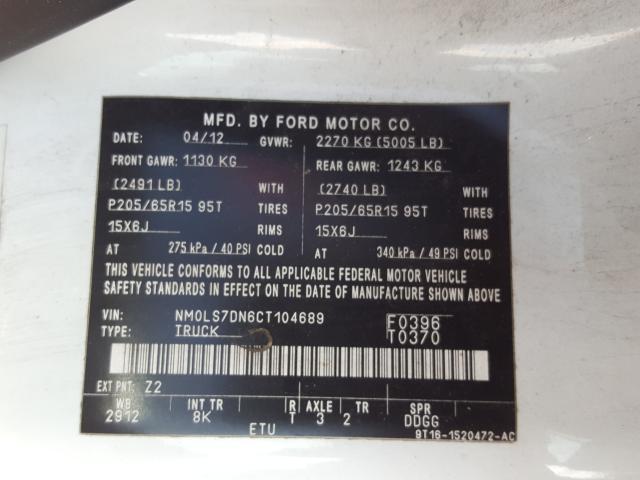 MFD. BY FORD MOTOR CO.
DATE: 04/12 GVWR: 2270 KG (5005 LB)
FRONT GAWR: 1130 KG REAR GAWR: 1243 KG
(2491 LB) WITH (2740 LB) WITH
P205/65R15 95T TIRES P205/65R15 95T TIRES
15X6J RIMS 15X6J RIMS
AT 275 kPa / 40 PSI COLD AT 340 kPa / 49 PSI COLD
THIS VEHICLE CONFORMS TO ALL APPLICABLE FEDERAL MOTOR VEHICLE
SAFETY STANDARDS IN EFFECT ON THE DATE OF MANUFACTURE SHOWN ABOVE
VIN: NM0LS7DN6CT104689 F0396
TYPE: TRUCK T0370
EXT PNT: Z2
WB INT TR R AXLE TR SPR
2912 8K T 3 2 DDGG
ETU 9T16-1520472-AC